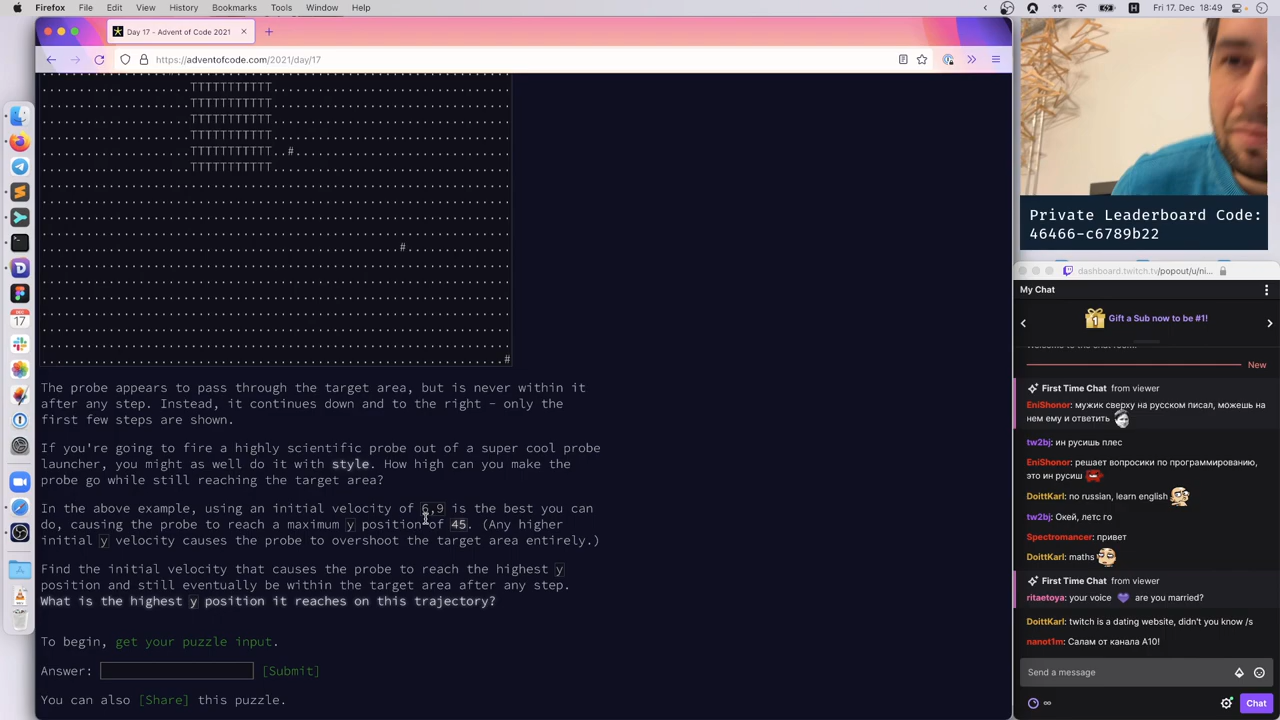 Firefox File Edit View History Bookmarks Tools Window Help
Fri 17. Dec 18:49
Day 17 - Advent of Code 2021
https://adventofcode.com/2021/day/17
TTTTTTTTTTT
TTTTTTTTTTT
TTTTTTTTTTT
TTTTTTTTTTT
TTTTTTTTTTT..#
TTTTTTTTTTT
#
#
The probe appears to pass through the target area, but is never within it
after any step. Instead, it continues down and to the right - only the
first few steps are shown.
If you're going to fire a highly scientific probe out of a super cool probe
launcher, you might as well do it with style. How high can you make the
probe go while still reaching the target area?
In the above example, using an initial velocity of 6,9 is the best you can
do, causing the probe to reach a maximum y position of 45. (Any higher
initial y velocity causes the probe to overshoot the target area entirely.)
Find the initial velocity that causes the probe to reach the highest y
position and still eventually be within the target area after any step.
What is the highest y position it reaches on this trajectory?
To begin, get your puzzle input.
Answer: [Submit]
You can also [Share] this puzzle.
Private Leaderboard Code:
46466-c6789b22
dashboard.twitch.tv/popout/u/ni...
My Chat
Gift a Sub now to be #1!
New
First Time Chat from viewer
EniShonor: мужик сверху на русском писал, можешь на
нем ему и ответить
tw2bj: ин русишь плес
EniShonor: решает вопросики по программированию,
это ин русиш
DoittKarl: no russian, learn english
tw2bj: Окей, летс го
Spectromancer: привет
DoittKarl: maths
First Time Chat from viewer
ritaetoya: your voice 💜 are you married?
DoittKarl: twitch is a dating website, didn't you know /s
nanot1m: Салам от канала А10!
Send a message
Chat